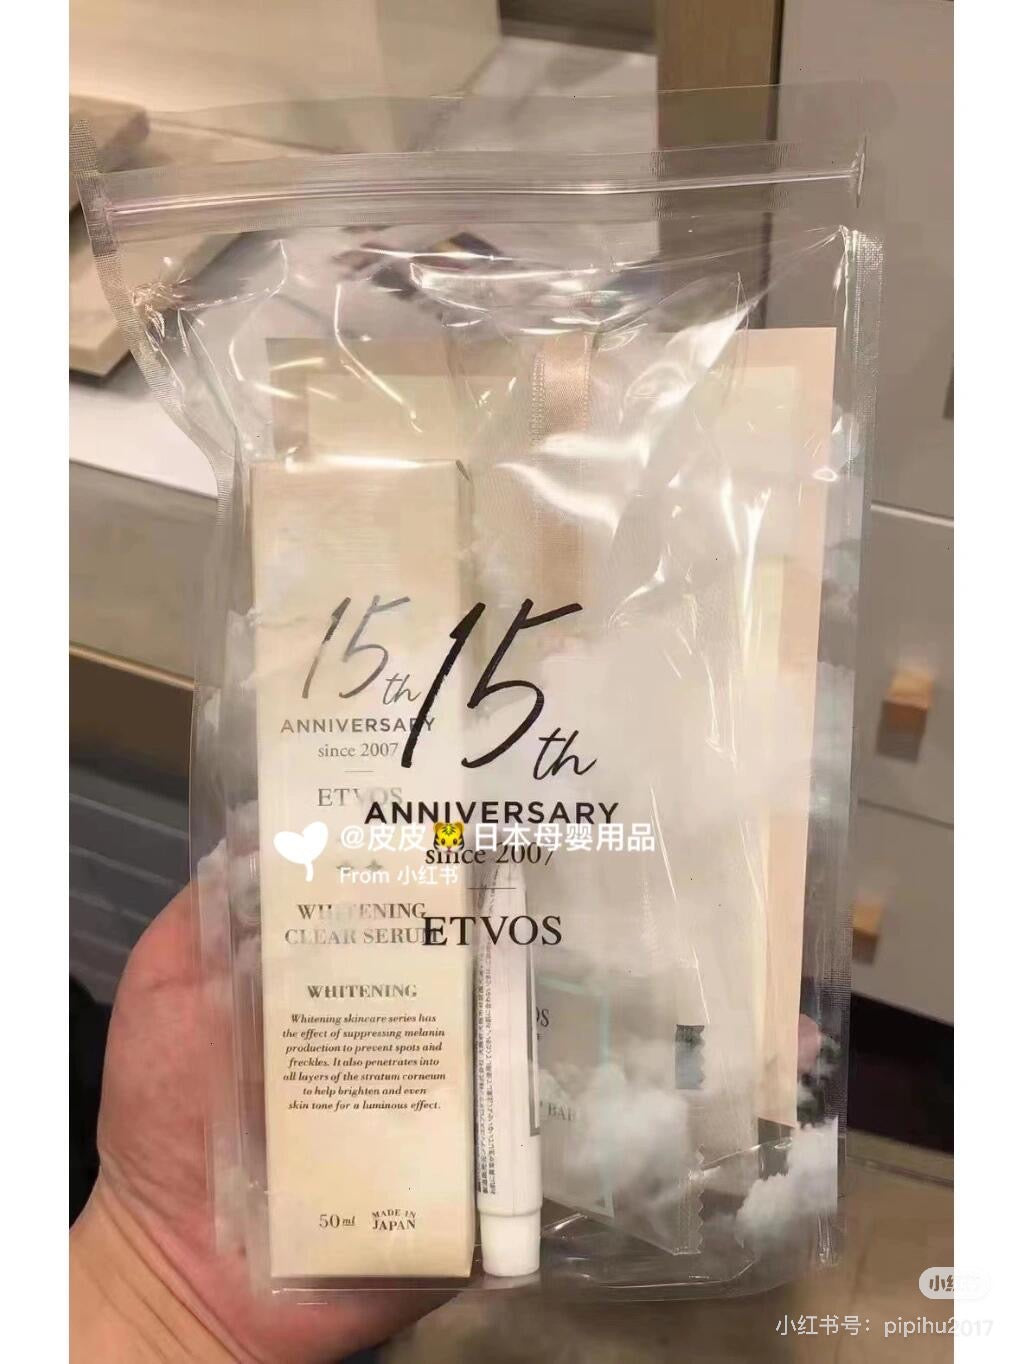 15th
ANNIVERSARY
since 2007
ETVOS
WHITENING
CLEAR SERUM
WHITENING
Whitening skincare series has
the effect of suppressing melanin
production to prevent spots and
freckles. It also penetrates into
all layers of the stratum corneum
to help brighten and even
skin tone for a luminous effect.
50ml
MADE IN
JAPAN
15th
ANNIVERSARY
since 2007
ETVOS
@皮皮🐯日本母婴用品
From 小红书
小红书号：pipihu2017